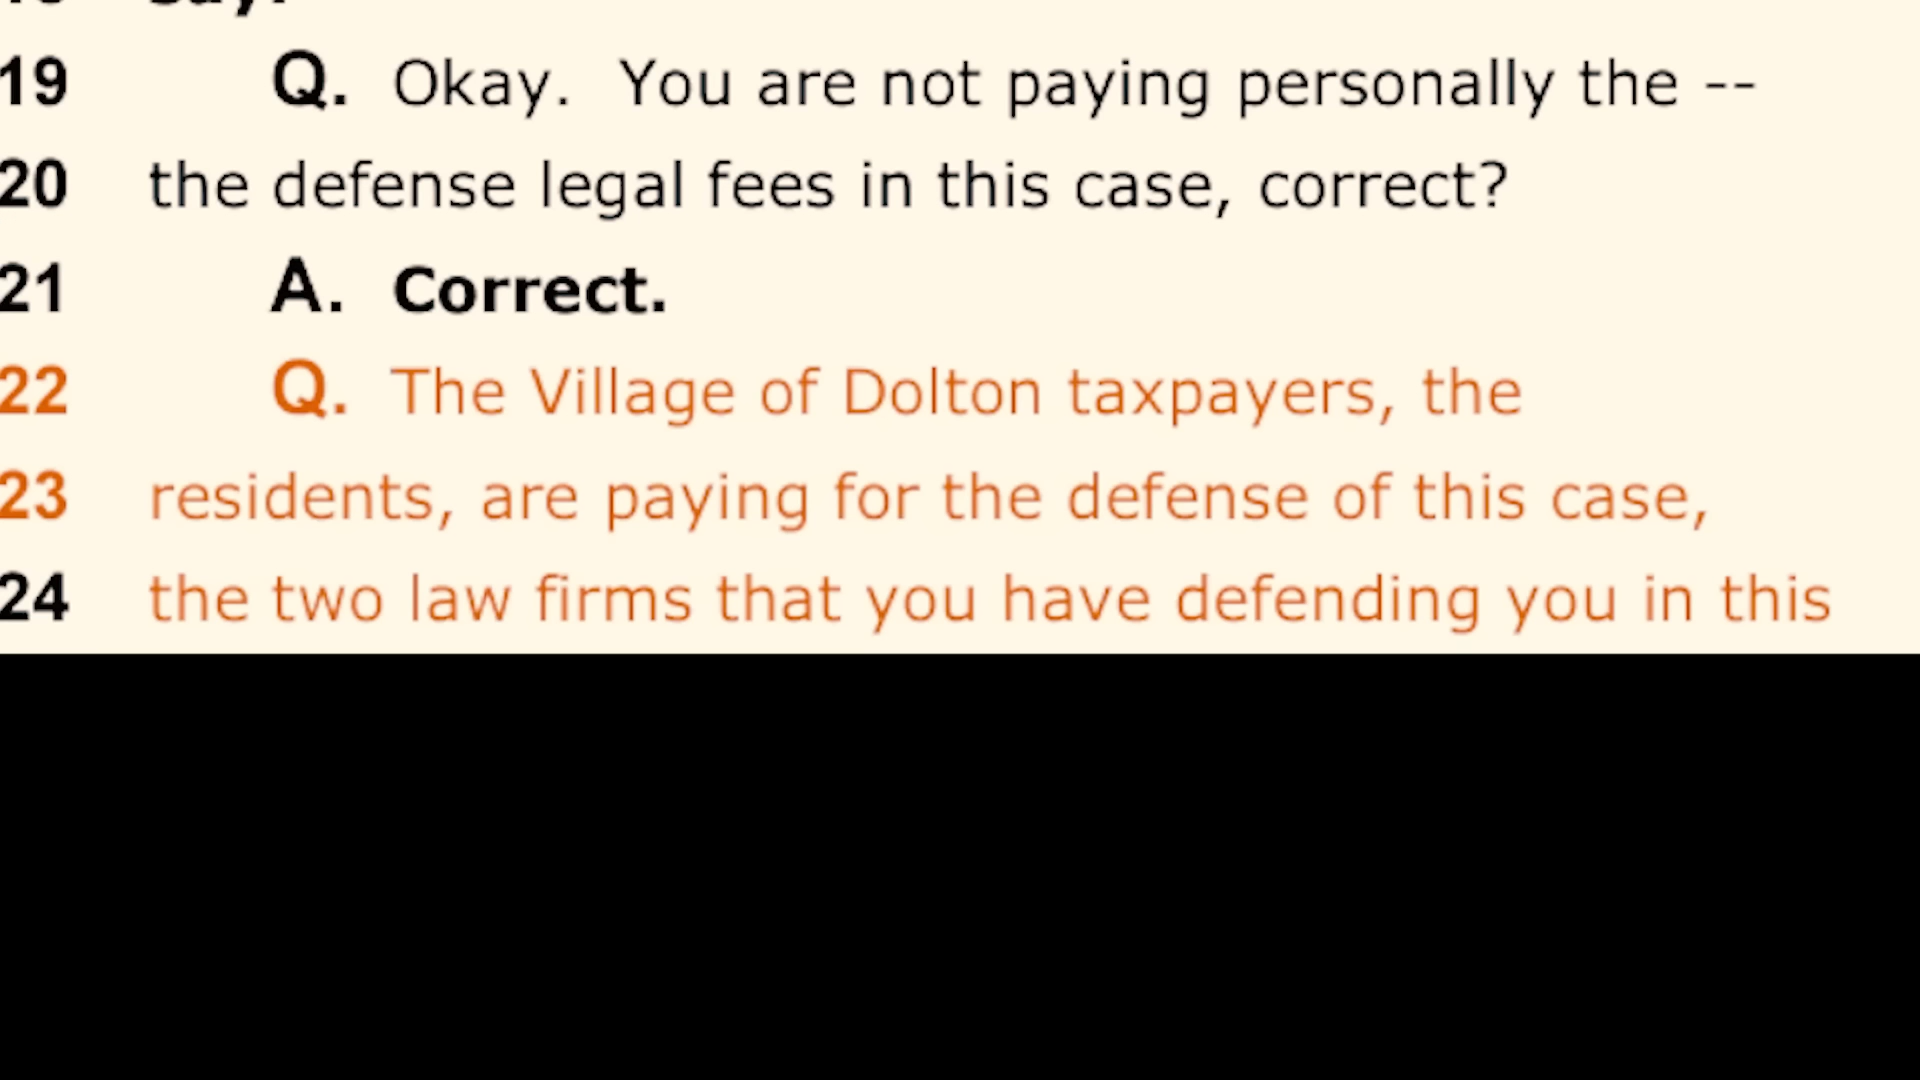 19 Q. Okay. You are not paying personally the --
20 the defense legal fees in this case, correct?
21 A. Correct.
22 Q. The Village of Dolton taxpayers, the
23 residents, are paying for the defense of this case,
24 the two law firms that you have defending you in this